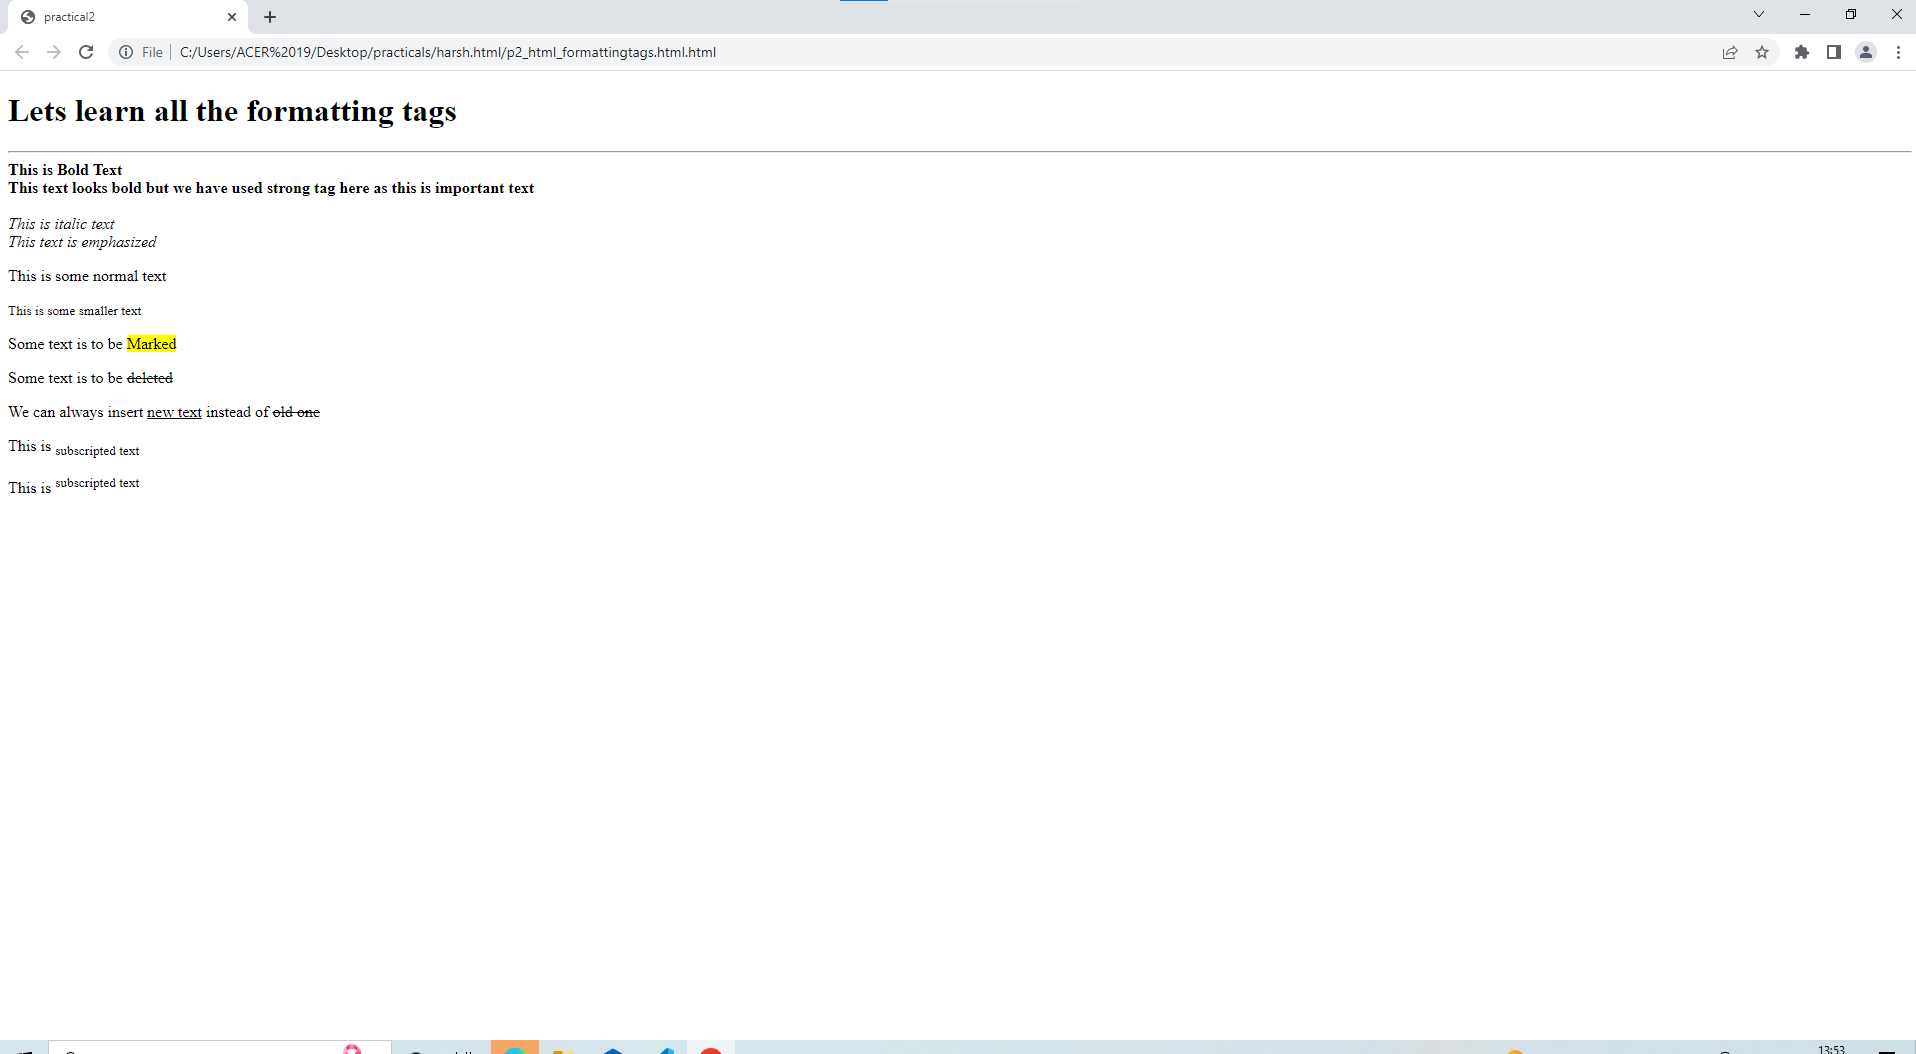 practical2
File
C:/Users/ACER%2019/Desktop/practicals/harsh.html/p2_html_formattingtags.html.html
Lets learn all the formatting tags
This is Bold Text
This text looks bold but we have used strong tag here as this is important text
This is italic text
This text is emphasized
This is some normal text
This is some smaller text
Some text is to be Marked
Some text is to be deleted
We can always insert new text instead of old one
This is subscripted text
This is subscripted text
13:53